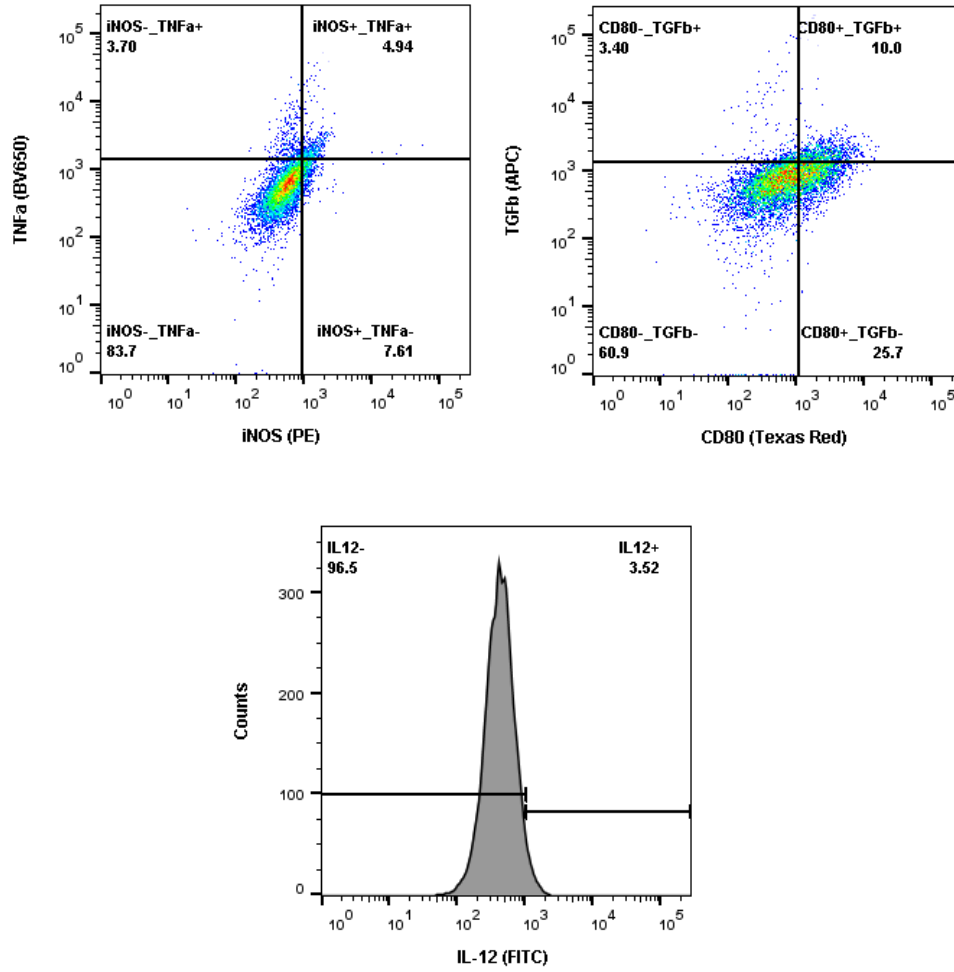 iNOS-_TNFa+
3.70
iNOS+_TNFa+
4.94
10^5
10^4
10^3
10^2
10^1
10^0
TNFa (BV650)
iNOS-_TNFa-
83.7
iNOS+_TNFa-
7.61
10^0 10^1 10^2 10^3 10^4 10^5
iNOS (PE)
CD80-_TGFb+
3.40
CD80+_TGFb+
10.0
10^5
10^4
10^3
10^2
10^1
10^0
TGFb (APC)
CD80-_TGFb-
60.9
CD80+_TGFb-
25.7
10^0 10^1 10^2 10^3 10^4 10^5
CD80 (Texas Red)
IL12-
96.5
IL12+
3.52
300
200
100
0
Counts
10^0 10^1 10^2 10^3 10^4 10^5
IL-12 (FITC)